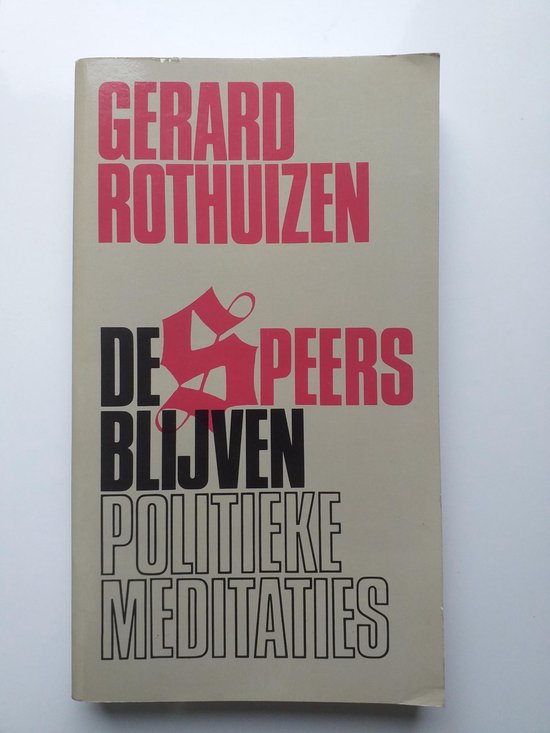 GERARD
ROTHUIZEN
DE SPEERS
BLIJVEN
POLITIEKE
MEDITATIES